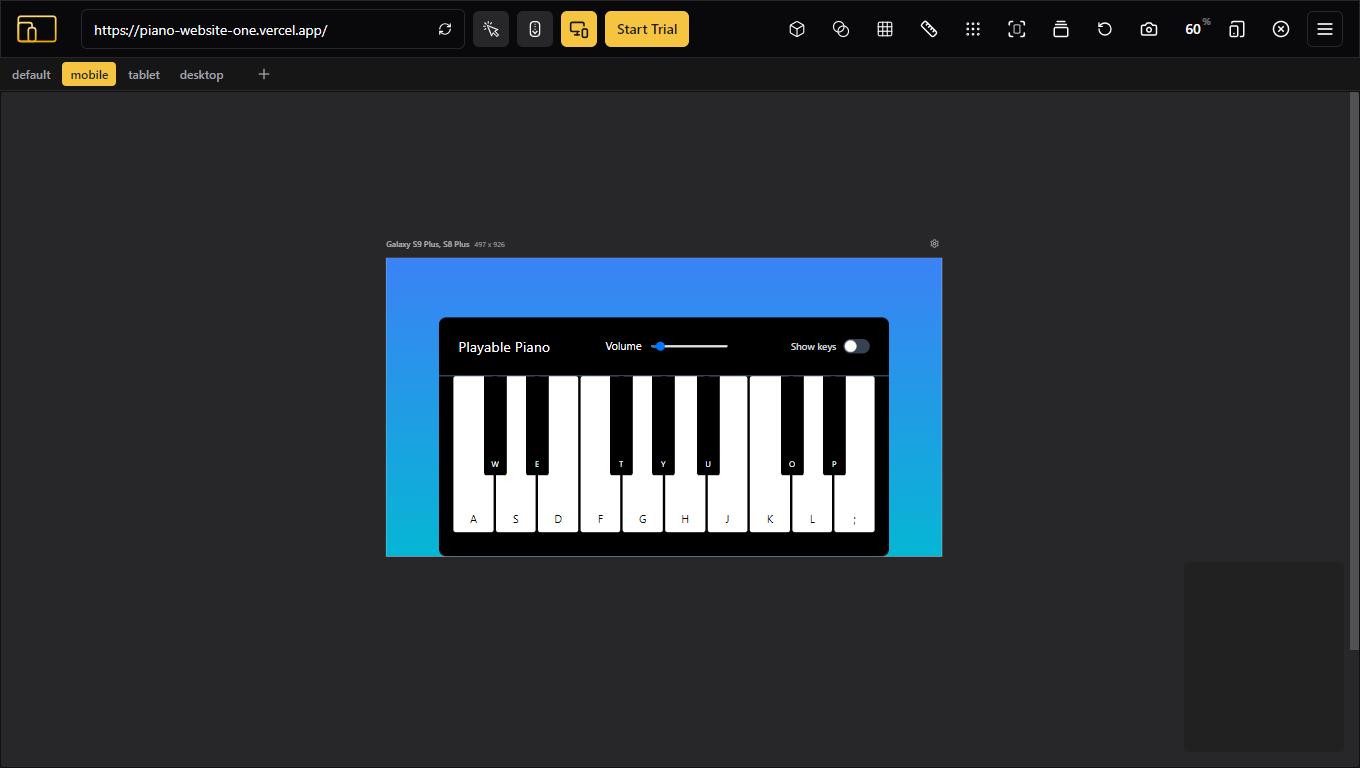 https://piano-website-one.vercel.app/ Start Trial 60 %
default mobile tablet desktop
Galaxy S9 Plus, S8 Plus 497 x 926
Playable Piano Volume Show keys
W E T Y U O P
A S D F G H J K L ;